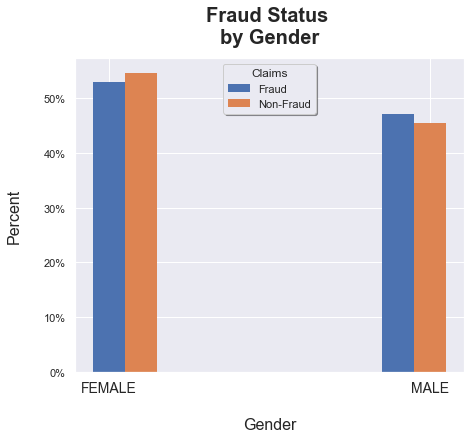 Fraud Status
by Gender
Claims
Fraud
Non-Fraud
50%
40%
30%
20%
10%
0%
Percent
FEMALE
MALE
Gender